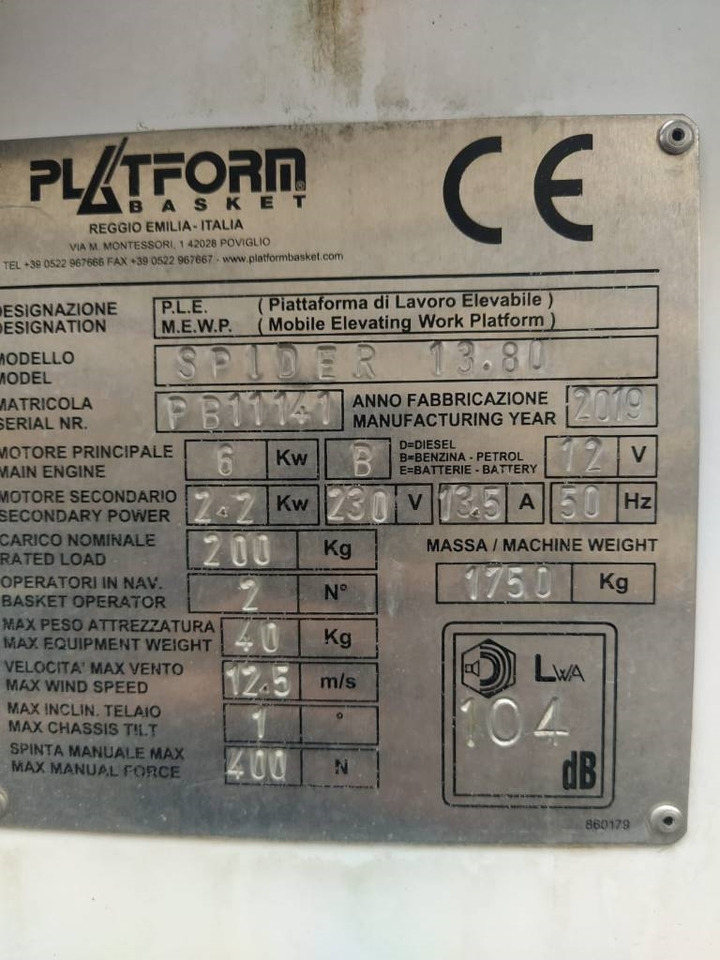 PLATFORM®
BASKET
REGGIO EMILIA - ITALIA
VIA M. MONTESSORI, 1 42028 POVIGLIO
TEL +39 0522 967666 FAX +39 0522 967667 - www.platformbasket.com
CE
DESIGNAZIONE P.L.E. ( Piattaforma di Lavoro Elevabile )
DESIGNATION M.E.W.P. ( Mobile Elevating Work Platform )
MODELLO
MODEL SPIDER 13.80
MATRICOLA
SERIAL NR. PB11141
ANNO FABBRICAZIONE
MANUFACTURING YEAR 2019
MOTORE PRINCIPALE
MAIN ENGINE 6 Kw B
D=DIESEL
B=BENZINA - PETROL
E=BATTERIE - BATTERY
12 V
MOTORE SECONDARIO
SECONDARY POWER 2.2 Kw 230 V 13.5 A 50 Hz
CARICO NOMINALE
RATED LOAD 200 Kg
MASSA / MACHINE WEIGHT
1750 Kg
OPERATORI IN NAV.
BASKET OPERATOR 2 N°
MAX PESO ATTREZZATURA
MAX EQUIPMENT WEIGHT 40 Kg
VELOCITA' MAX VENTO
MAX WIND SPEED 12.5 m/s
MAX INCLIN. TELAIO
MAX CHASSIS TILT 1 °
SPINTA MANUALE MAX
MAX MANUAL FORCE 400 N
LWA
104
dB
860179